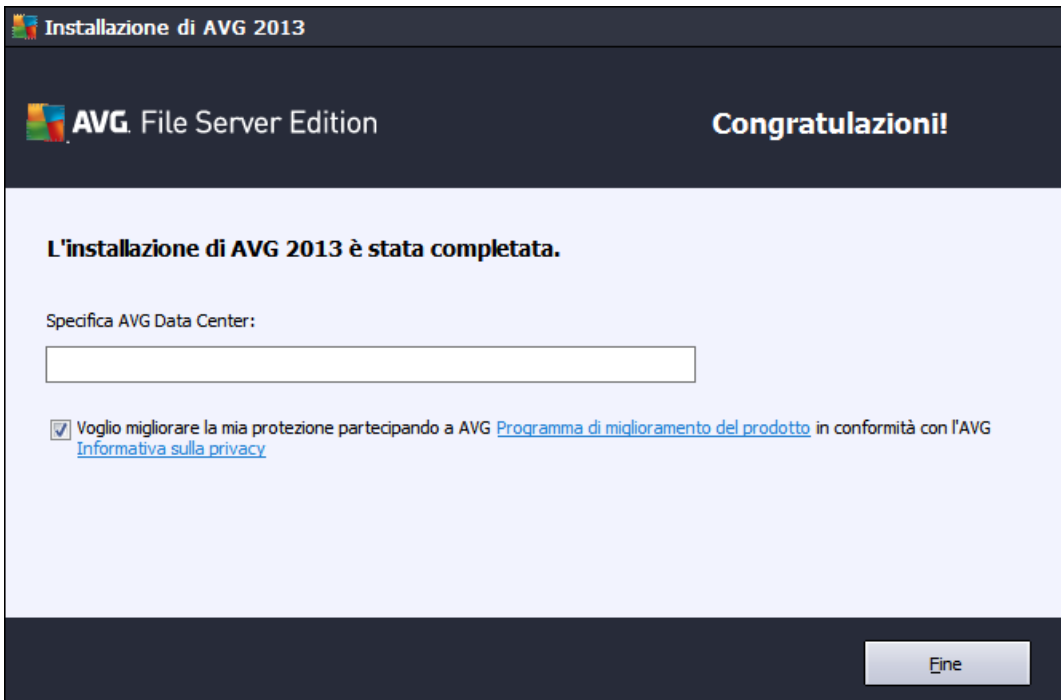 Installazione di AVG 2013
AVG. File Server Edition
Congratulazioni!
L'installazione di AVG 2013 è stata completata.
Specifica AVG Data Center:
Voglio migliorare la mia protezione partecipando a AVG Programma di miglioramento del prodotto in conformità con l'AVG
Informativa sulla privacy
Fine